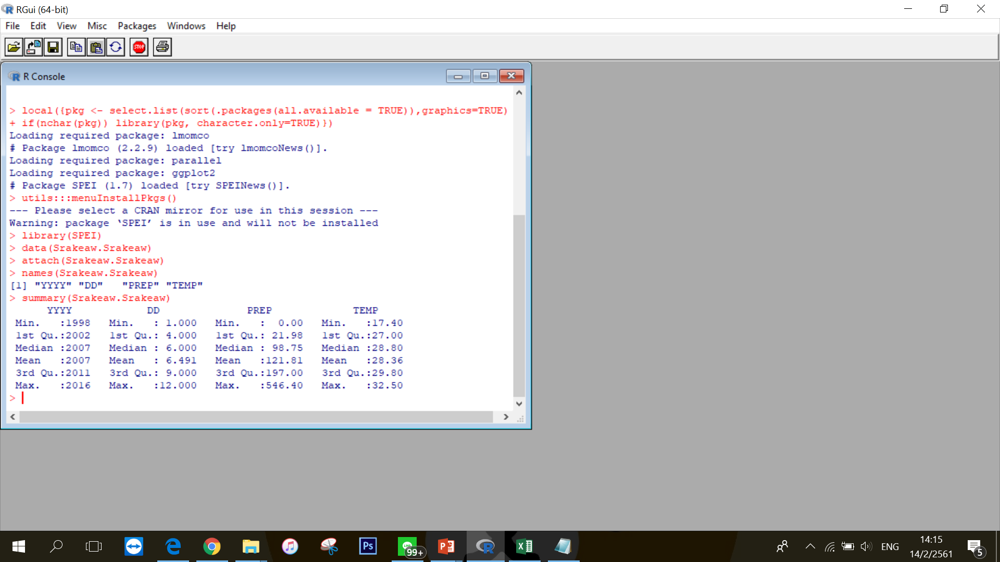 RGui (64-bit)
File Edit View Misc Packages Windows Help
STOP
R Console
> local({pkg <- select.list(sort(.packages(all.available = TRUE)),graphics=TRUE)
+ if(nchar(pkg)) library(pkg, character.only=TRUE)})
Loading required package: lmomco
# Package lmomco (2.2.9) loaded [try lmomcoNews()].
Loading required package: parallel
Loading required package: ggplot2
# Package SPEI (1.7) loaded [try SPEINews()].
> utils:::menuInstallPkgs()
--- Please select a CRAN mirror for use in this session ---
Warning: package ‘SPEI’ is in use and will not be installed
> library(SPEI)
> data(Srakeaw.Srakeaw)
> attach(Srakeaw.Srakeaw)
> names(Srakeaw.Srakeaw)
[1] "YYYY" "DD"   "PREP" "TEMP"
> summary(Srakeaw.Srakeaw)
      YYYY            DD              PREP             TEMP
 Min.   :1998   Min.   : 1.000   Min.   :  0.00   Min.   :17.40
 1st Qu.:2002   1st Qu.: 4.000   1st Qu.: 21.98   1st Qu.:27.00
 Median :2007   Median : 6.000   Median : 98.75   Median :28.80
 Mean   :2007   Mean   : 6.491   Mean   :121.81   Mean   :28.36
 3rd Qu.:2011   3rd Qu.: 9.000   3rd Qu.:197.00   3rd Qu.:29.80
 Max.   :2016   Max.   :12.000   Max.   :546.40   Max.   :32.50
>
Ps
LINE
99+
ENG
14:15
14/2/2561
5